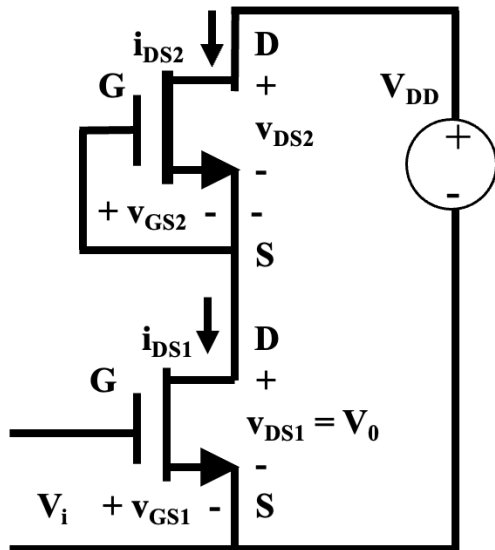 i_DS2 D
G + V_DD
v_DS2 +
- -
+ v_GS2 - -
S
i_DS1 D
G +
v_DS1 = V_0
-
V_i + v_GS1 - S